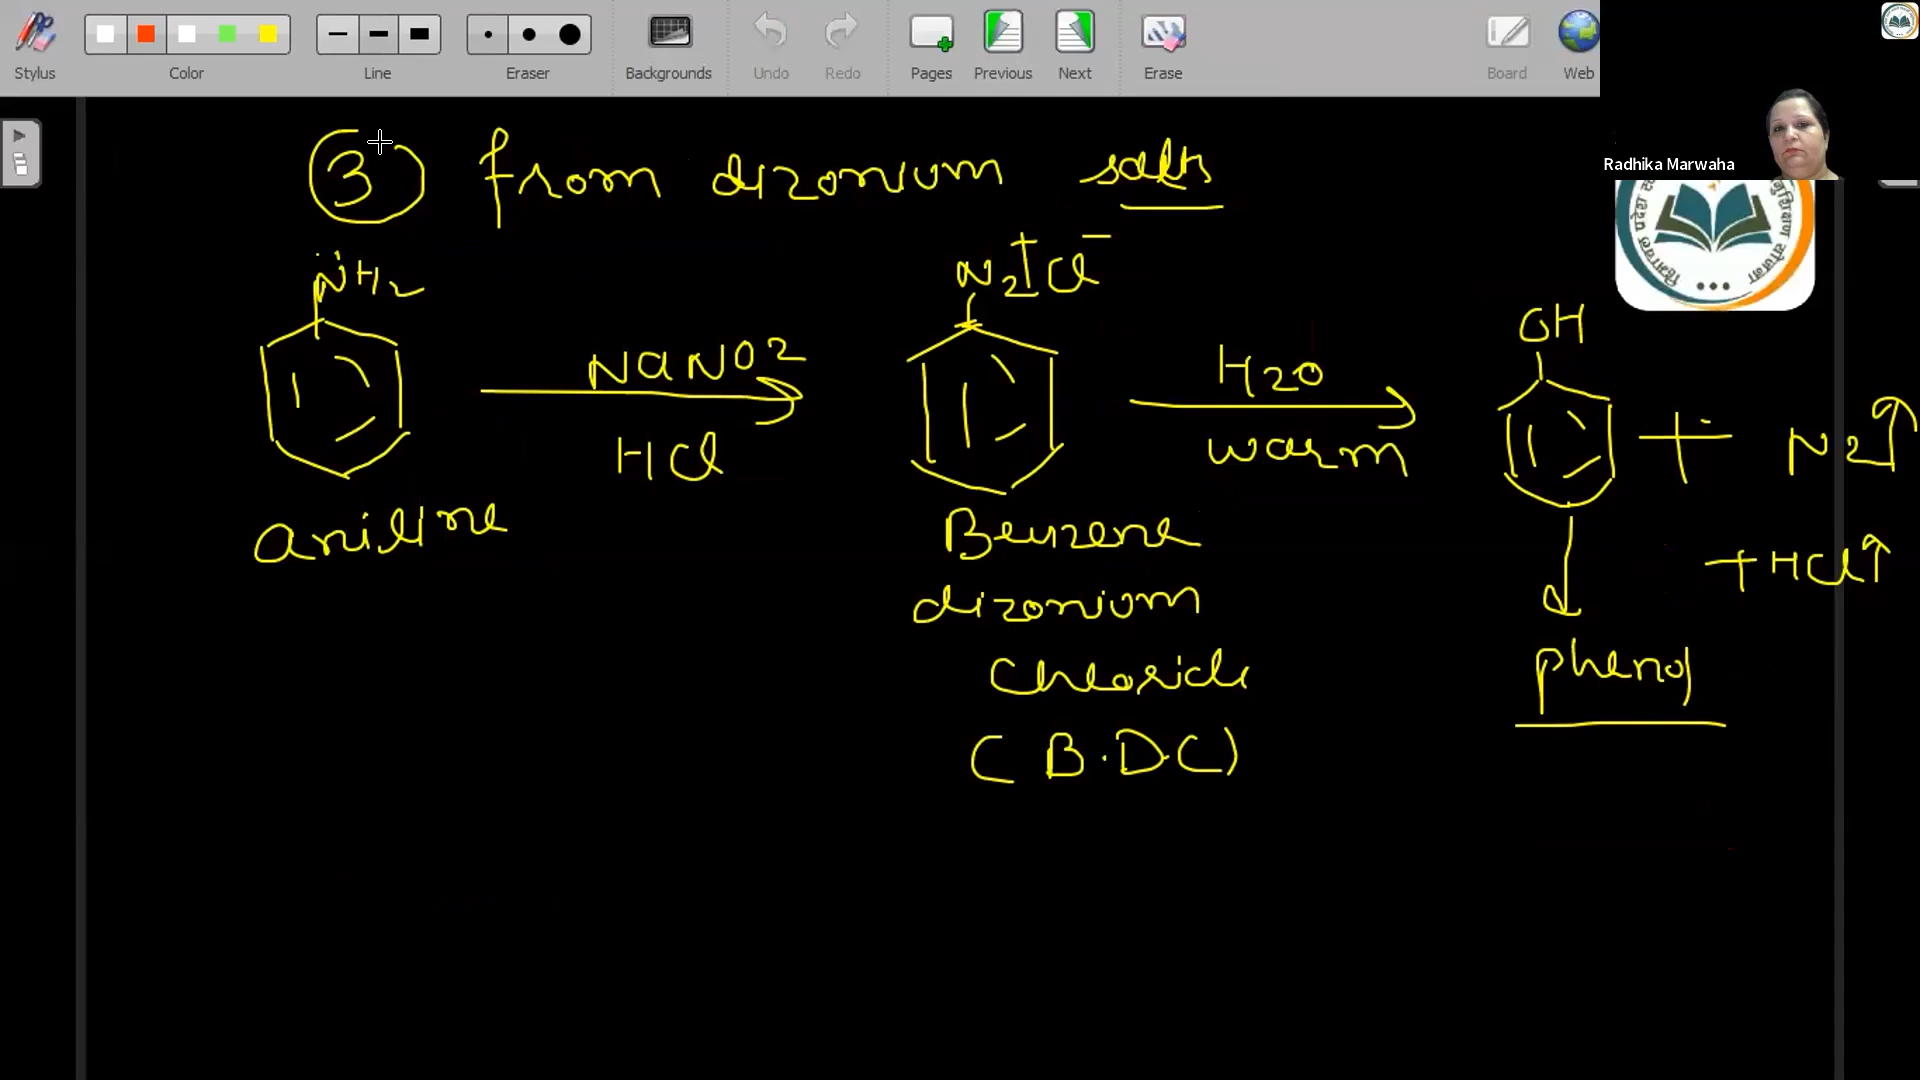 Stylus
Color
Line
Eraser
Backgrounds
Undo
Redo
Pages
Previous
Next
Erase
Board
Web
Radhika Marwaha
3 from dizonium salts
NH2
N2+Cl-
OH
NaNO2
HCl
H2O
warm
+ N2↑
+ HCl↑
aniline
Benzene
dizonium
Chloride
(B.D.C)
phenol